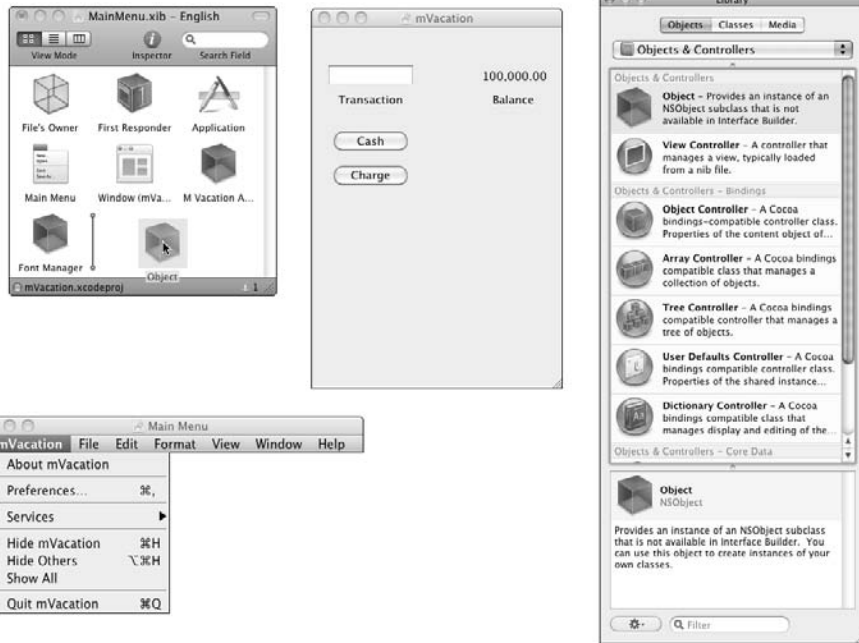 MainMenu.xib - English
View Mode
Inspector
Search Field
File's Owner
First Responder
Application
Main Menu
Window (mVa...
M Vacation A...
Font Manager
Object
mVacation.xcodeproj
1
mVacation
100,000.00
Transaction
Balance
Cash
Charge
Main Menu
mVacation File Edit Format View Window Help
About mVacation
Preferences... ⌘,
Services
Hide mVacation ⌘H
Hide Others ⌥⌘H
Show All
Quit mVacation ⌘Q
Library
Objects Classes Media
Objects & Controllers
Objects & Controllers
Object - Provides an instance of an
NSObject subclass that is not
available in Interface Builder.
View Controller - A controller that
manages a view, typically loaded
from a nib file.
Objects & Controllers - Bindings
Object Controller - A Cocoa
bindings-compatible controller class.
Properties of the content object of...
Array Controller - A Cocoa bindings
compatible class that manages a
collection of objects.
Tree Controller - A Cocoa bindings
compatible controller that manages a
tree of objects.
User Defaults Controller - A Cocoa
bindings compatible controller class.
Properties of the shared instance...
Dictionary Controller - A Cocoa
bindings compatible class that
manages display and editing of the...
Objects & Controllers - Core Data
Object
NSObject
Provides an instance of an NSObject subclass
that is not available in Interface Builder. You
can use this object to create instances of your
own classes.
Filter